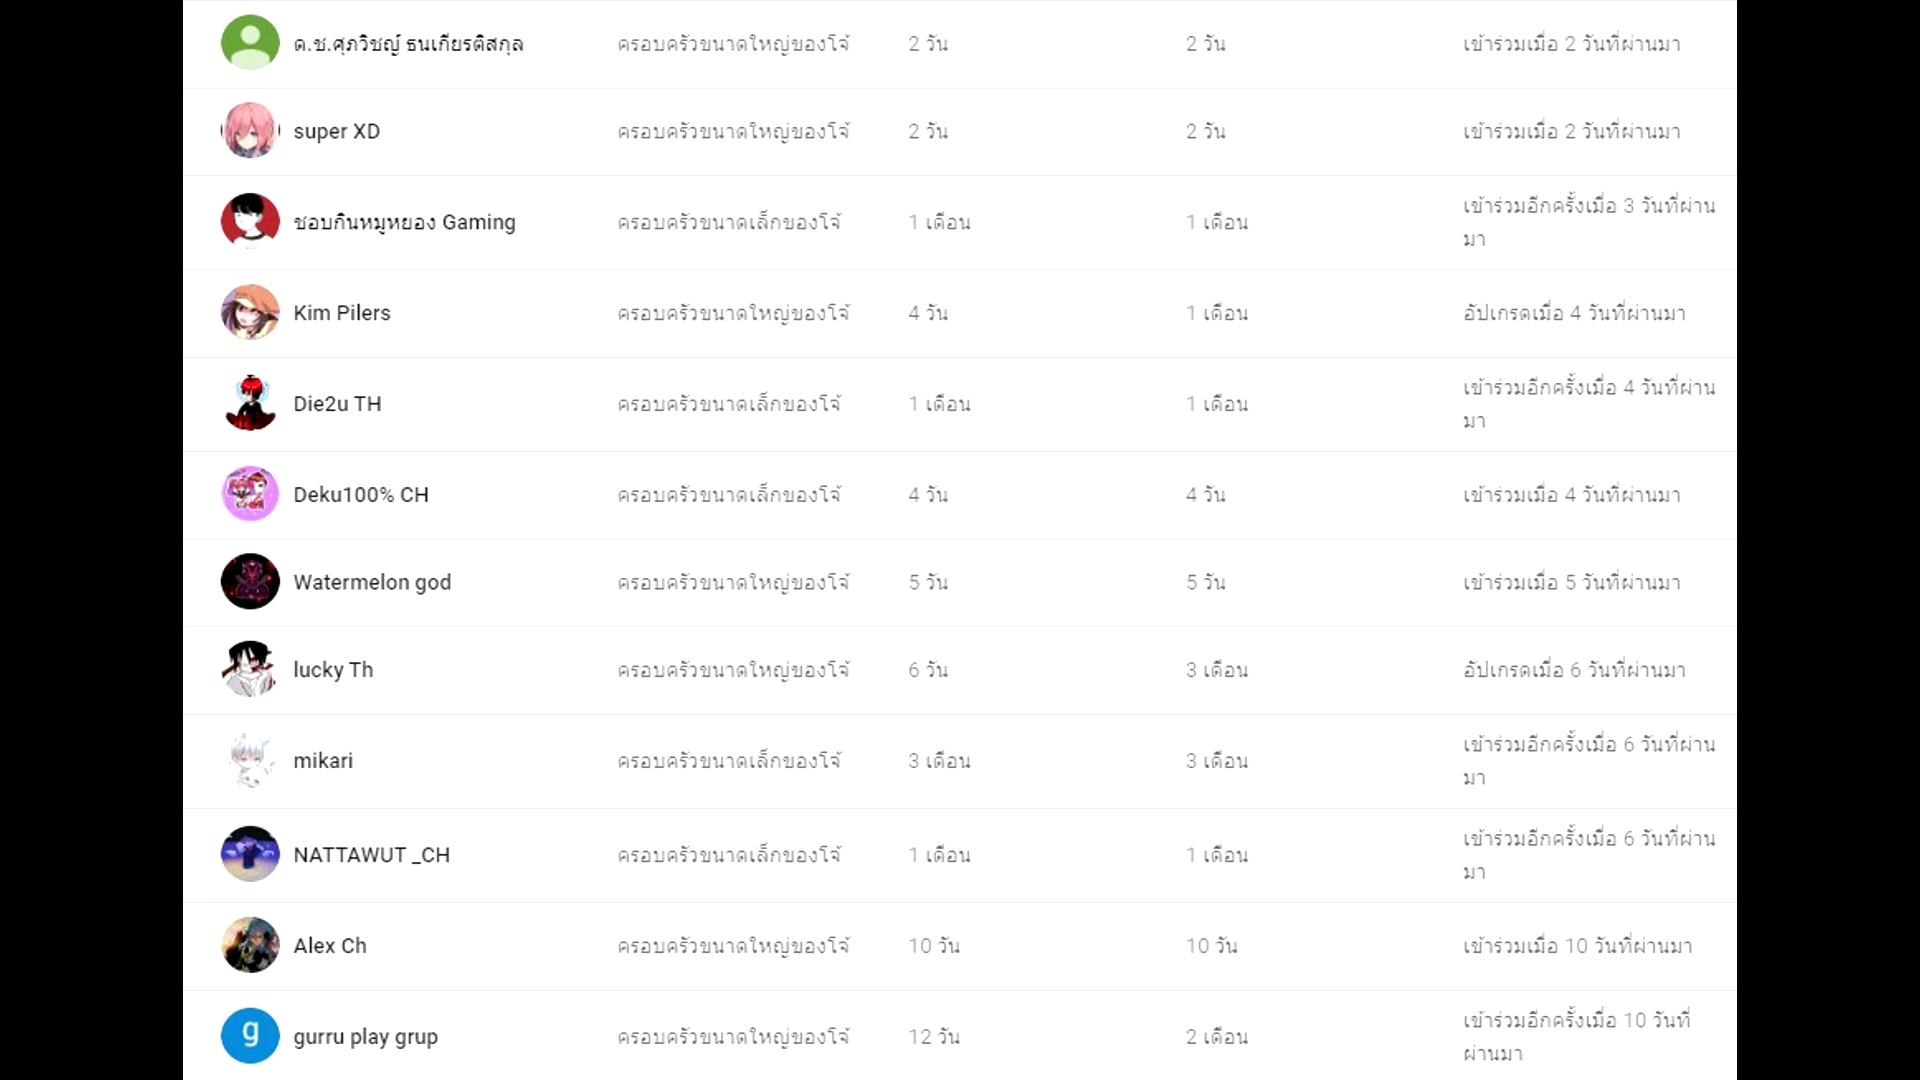 ด.ช.ศุภวิชญ์ ธนเกียรติสกุล ครอบครัวขนาดใหญ่ของโจ้ 2 วัน 2 วัน เข้าร่วมเมื่อ 2 วันที่ผ่านมา
super XD ครอบครัวขนาดใหญ่ของโจ้ 2 วัน 2 วัน เข้าร่วมเมื่อ 2 วันที่ผ่านมา
ชอบกินหมูหยอง Gaming ครอบครัวขนาดเล็กของโจ้ 1 เดือน 1 เดือน เข้าร่วมอีกครั้งเมื่อ 3 วันที่ผ่าน
มา
Kim Pilers ครอบครัวขนาดใหญ่ของโจ้ 4 วัน 1 เดือน อัปเกรดเมื่อ 4 วันที่ผ่านมา
Die2u TH ครอบครัวขนาดเล็กของโจ้ 1 เดือน 1 เดือน เข้าร่วมอีกครั้งเมื่อ 4 วันที่ผ่าน
มา
Deku100% CH ครอบครัวขนาดเล็กของโจ้ 4 วัน 4 วัน เข้าร่วมเมื่อ 4 วันที่ผ่านมา
Watermelon god ครอบครัวขนาดใหญ่ของโจ้ 5 วัน 5 วัน เข้าร่วมเมื่อ 5 วันที่ผ่านมา
lucky Th ครอบครัวขนาดใหญ่ของโจ้ 6 วัน 3 เดือน อัปเกรดเมื่อ 6 วันที่ผ่านมา
mikari ครอบครัวขนาดเล็กของโจ้ 3 เดือน 3 เดือน เข้าร่วมอีกครั้งเมื่อ 6 วันที่ผ่าน
มา
NATTAWUT _CH ครอบครัวขนาดเล็กของโจ้ 1 เดือน 1 เดือน เข้าร่วมอีกครั้งเมื่อ 6 วันที่ผ่าน
มา
Alex Ch ครอบครัวขนาดใหญ่ของโจ้ 10 วัน 10 วัน เข้าร่วมเมื่อ 10 วันที่ผ่านมา
g gurru play grup ครอบครัวขนาดใหญ่ของโจ้ 12 วัน 2 เดือน เข้าร่วมอีกครั้งเมื่อ 10 วันที่
ผ่านมา